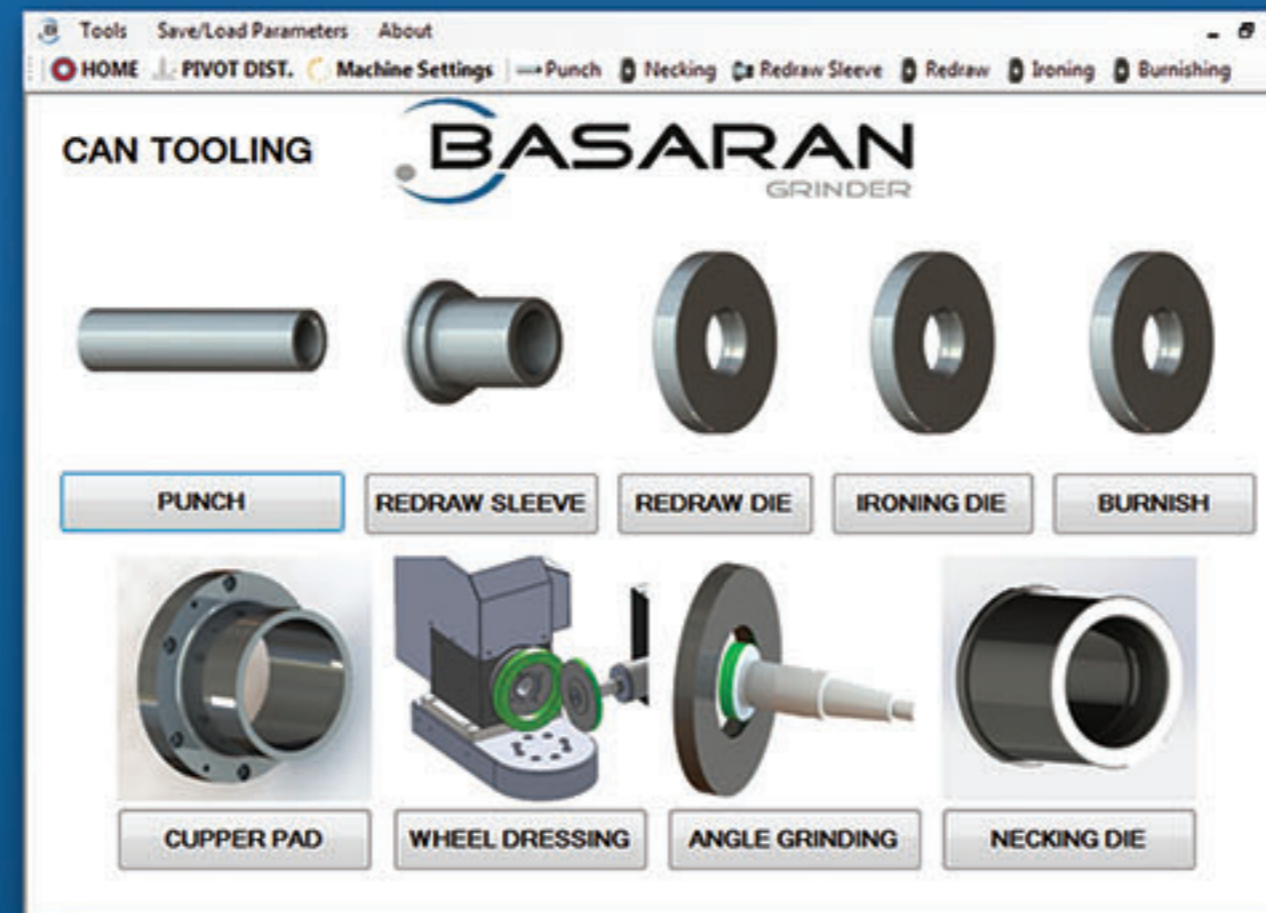 Tools Save/Load Parameters About
HOME PIVOT DIST. Machine Settings Punch Necking Redraw Sleeve Redraw Ironing Burnishing
CAN TOOLING
BASARAN
GRINDER
PUNCH REDRAW SLEEVE REDRAW DIE IRONING DIE BURNISH
CUPPER PAD WHEEL DRESSING ANGLE GRINDING NECKING DIE